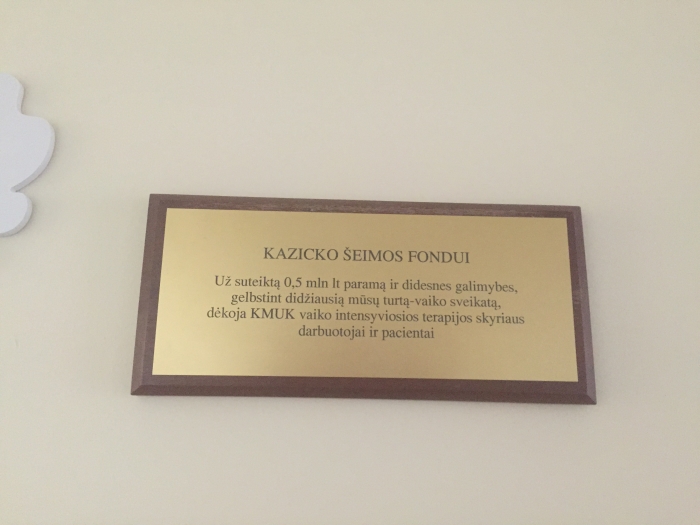 KAZICKO ŠEIMOS FONDUI
Už suteiktą 0,5 mln lt paramą ir didesnes galimybes,
gelbstint didžiausią mūsų turtą-vaiko sveikatą,
dėkoja KMUK vaiko intensyviosios terapijos skyriaus
darbuotojai ir pacientai